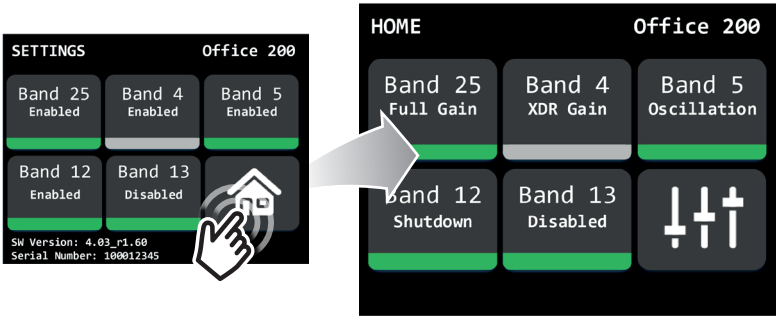 SETTINGS Office 200
Band 25 Band 4 Band 5
Enabled Enabled Enabled
Band 12 Band 13
Enabled Disabled
SW Version: 4.03_r1.60
Serial Number: 100012345
HOME Office 200
Band 25 Band 4 Band 5
Full Gain XDR Gain Oscillation
Band 12 Band 13
Shutdown Disabled